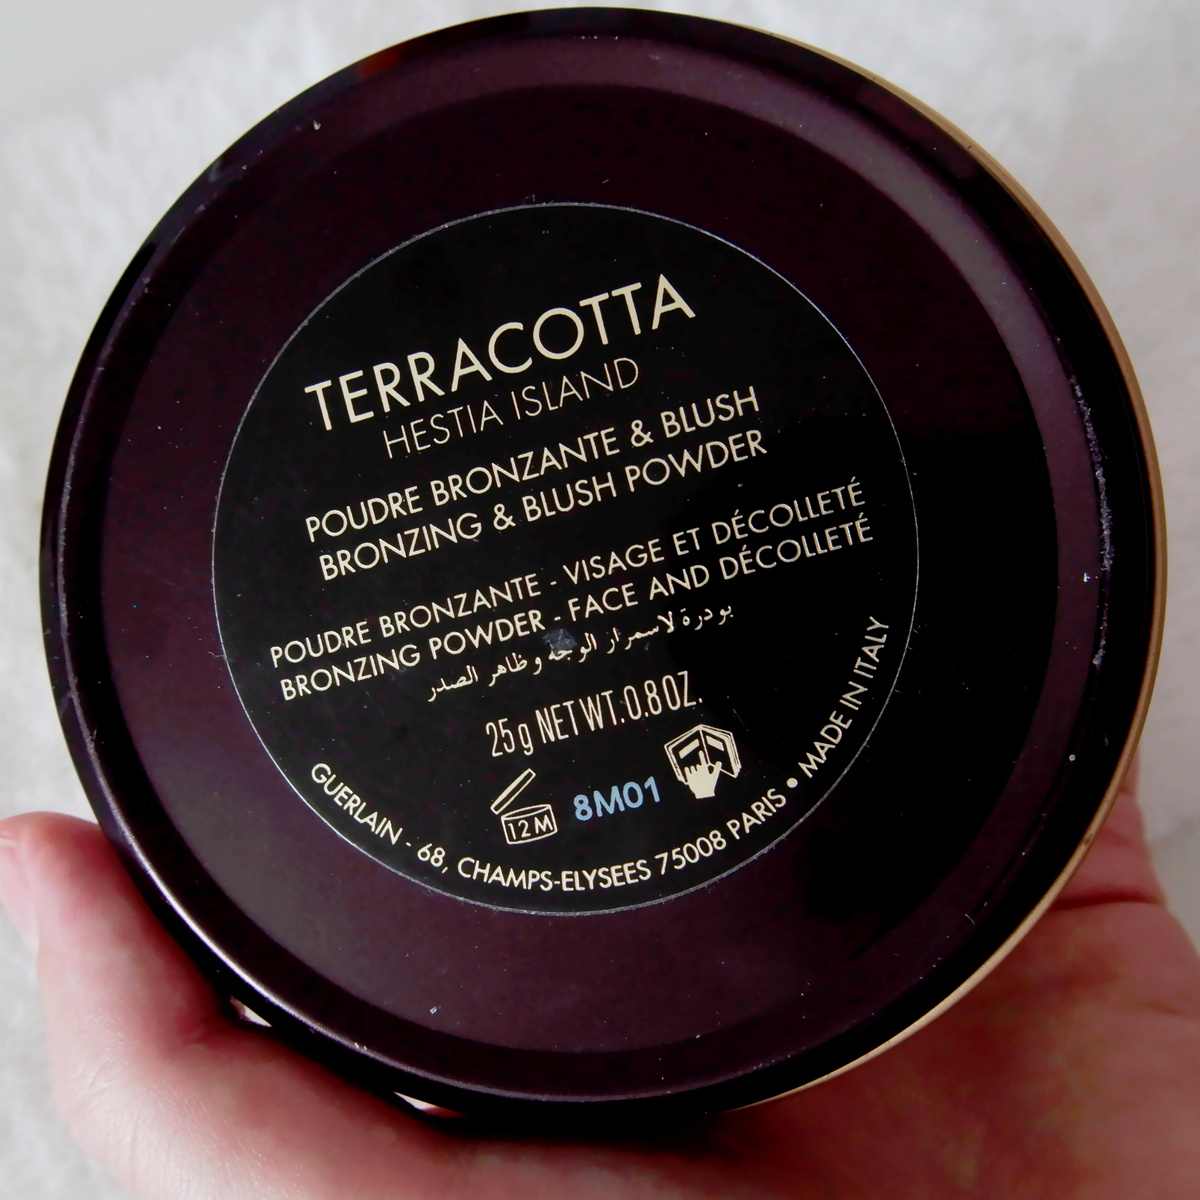 TERRACOTTA
HESTIA ISLAND
POUDRE BRONZANTE & BLUSH
BRONZING & BLUSH POWDER
POUDRE BRONZANTE - VISAGE ET DÉCOLLETÉ
BRONZING POWDER - FACE AND DÉCOLLETÉ
بودرة لاسمرار الوجه و ظاهر الصدر
25g NET WT. 0.8 OZ.
12M
8M01
GUERLAIN - 68, CHAMPS-ELYSEES 75008 PARIS • MADE IN ITALY